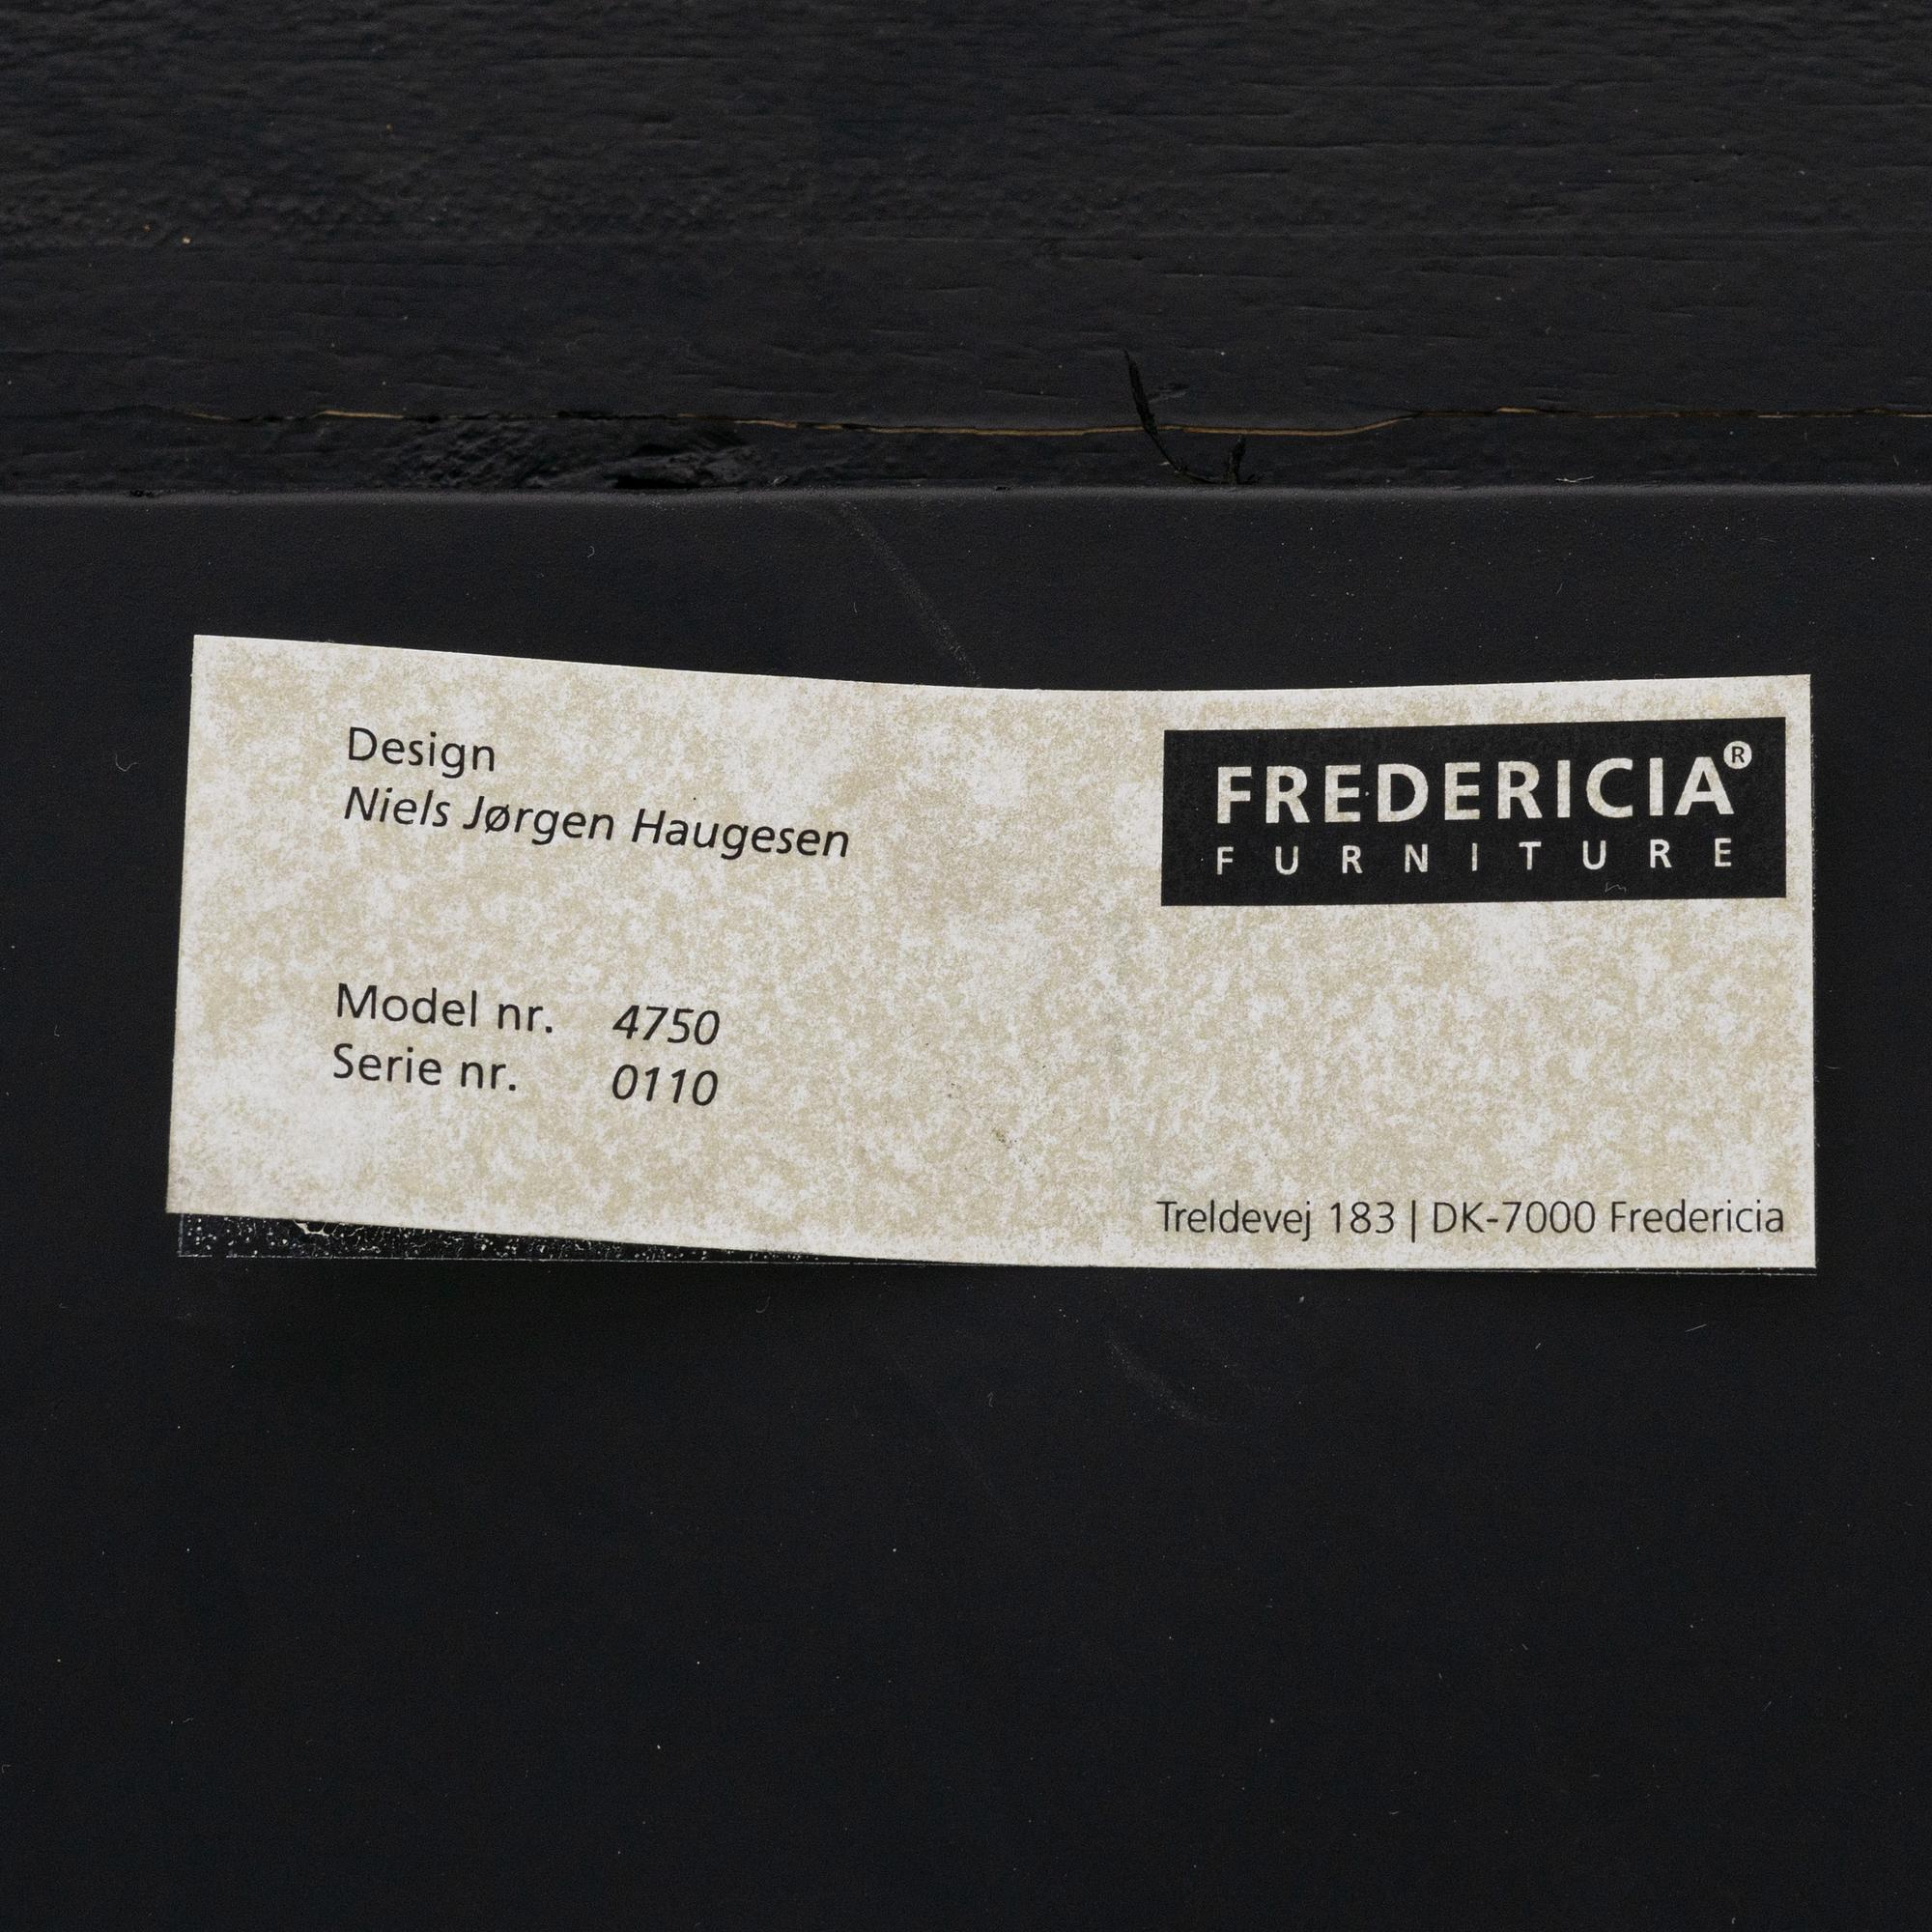 Design
Niels Jørgen Haugesen
FREDERICIA®
FURNITURE
Model nr. 4750
Serie nr. 0110
Treldevej 183 | DK-7000 Fredericia